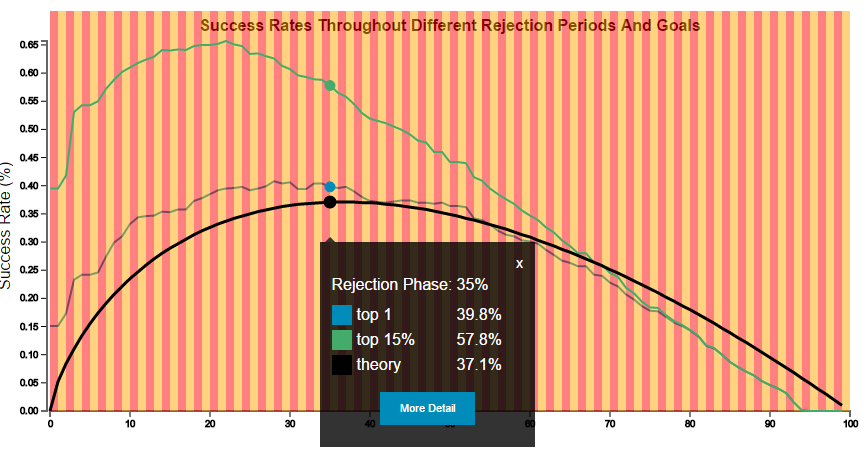 Success Rates Throughout Different Rejection Periods And Goals
Success Rate (%)
0.65
0.60
0.55
0.50
0.45
0.40
0.35
0.30
0.25
0.20
0.15
0.10
0.05
0.00
x
Rejection Phase: 35%
top 1 39.8%
top 15% 57.8%
theory 37.1%
More Detail
0 10 20 30 40 50 60 70 80 90 100